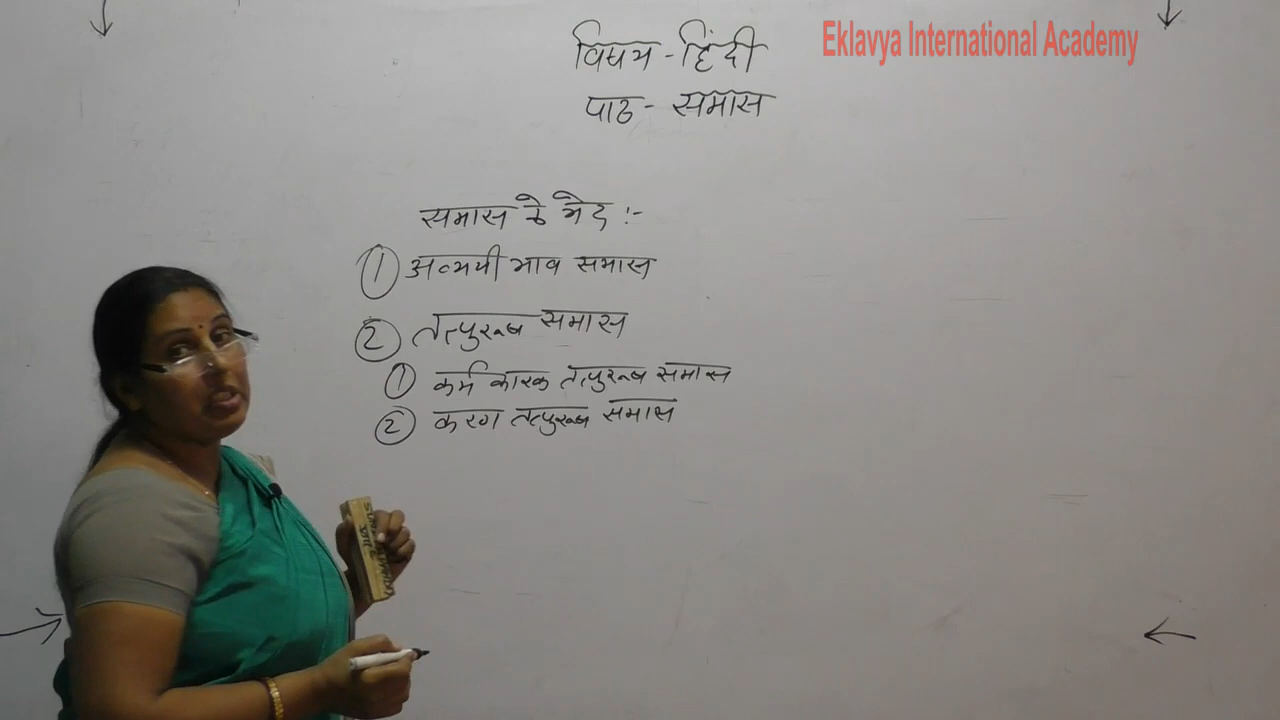 Eklavya International Academy
विषय - हिंदी
पाठ - समास
समास के भेद :-
① अव्ययी भाव समास
② तत्पुरूष समास
① कर्म कारक तत्पुरूष समास
② करण तत्पुरूष समास